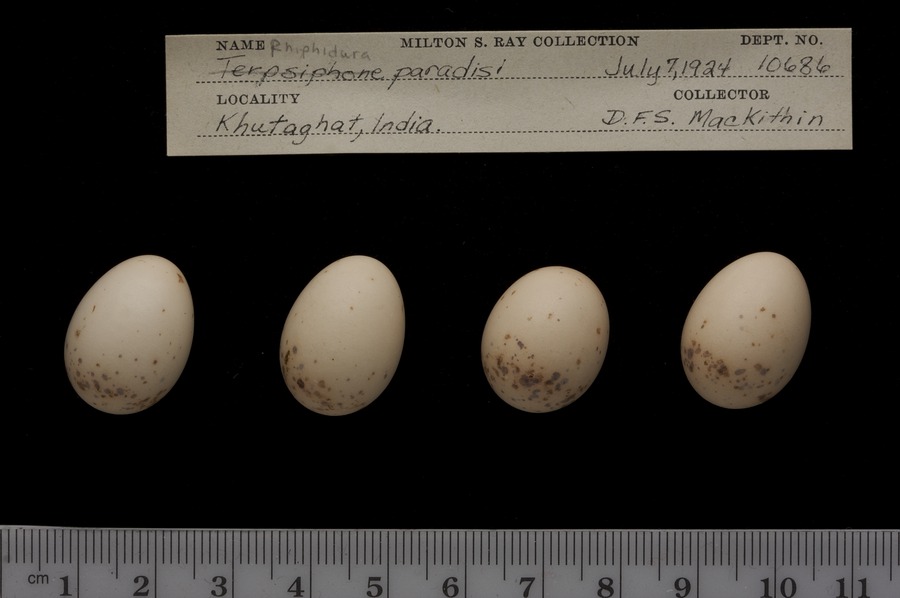 NAME Rhiphidura MILTON S. RAY COLLECTION DEPT. NO.
Terpsiphone paradisi July 7, 1924 10686
LOCALITY COLLECTOR
Khutaghat, India. D.F.S. MacKithin
cm 1 2 3 4 5 6 7 8 9 10 11